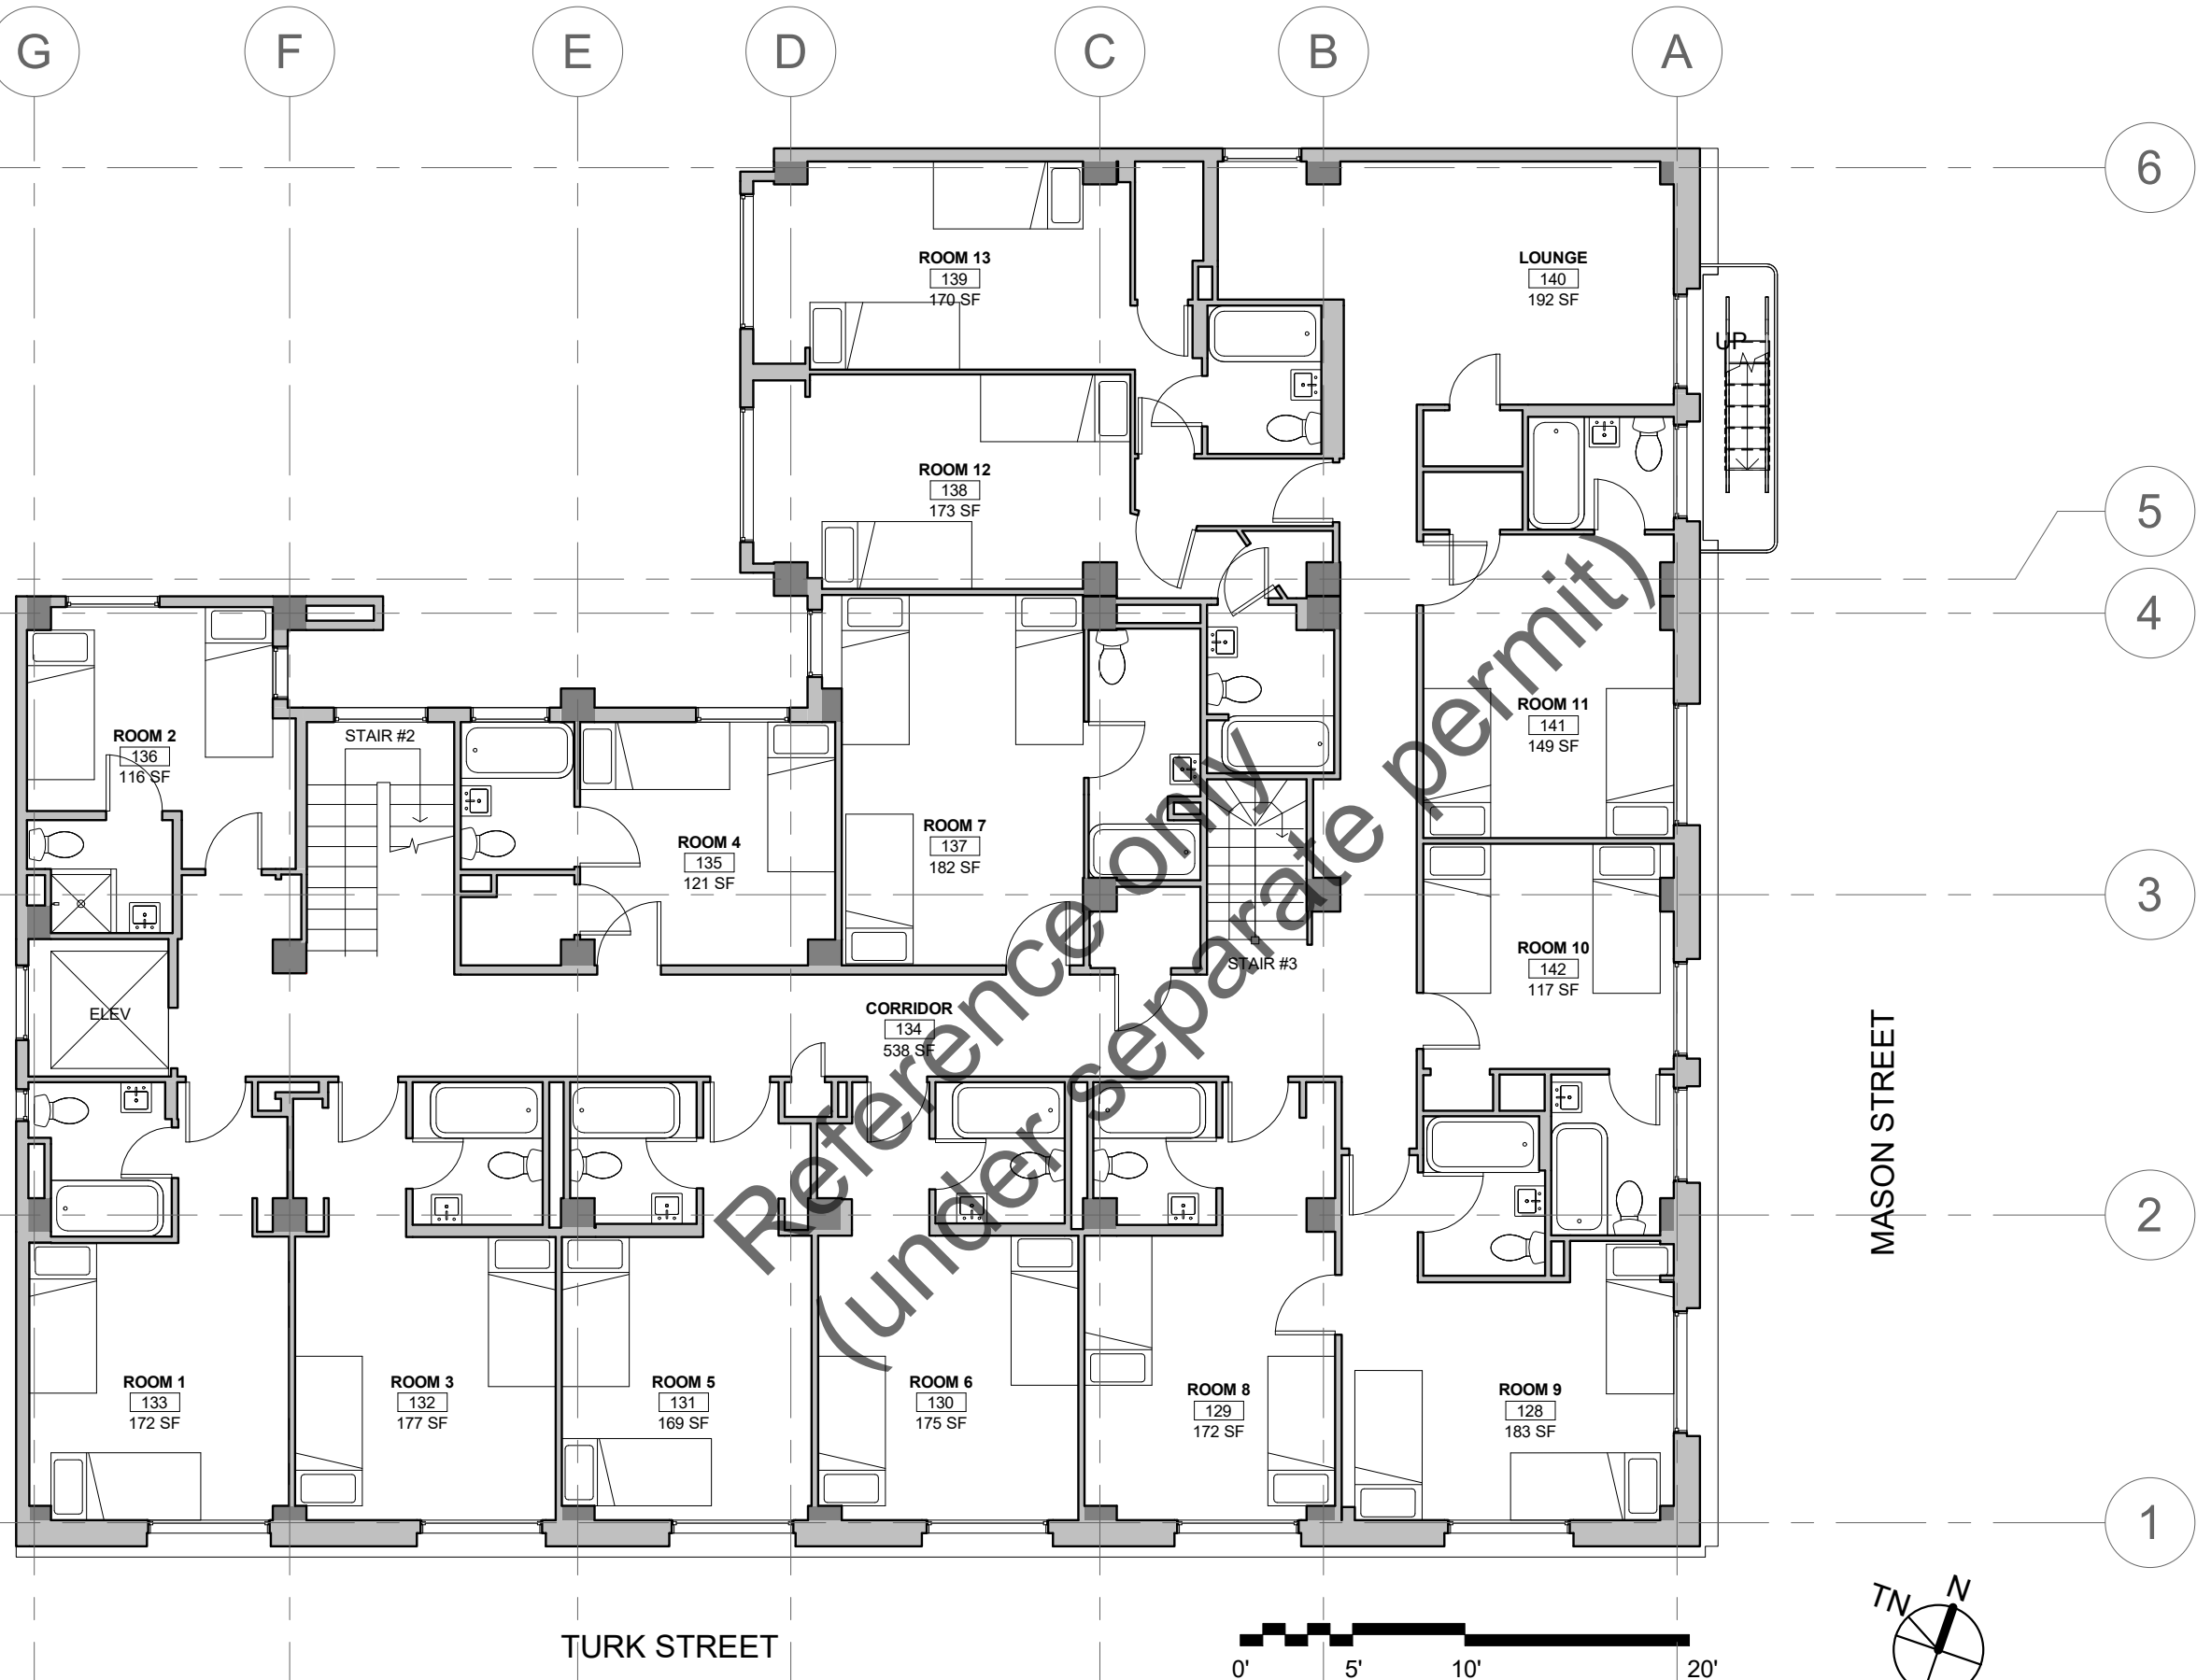 G
F
E
D
C
B
A
6
5
4
3
2
1
ROOM 13
139
170 SF
LOUNGE
140
192 SF
UP
ROOM 12
138
173 SF
ROOM 2
136
116 SF
STAIR #2
ROOM 4
135
121 SF
ROOM 7
137
182 SF
ROOM 11
141
149 SF
ROOM 10
142
117 SF
STAIR #3
ELEV
CORRIDOR
134
538 SF
Reference only
(under separate permit)
MASON STREET
ROOM 1
133
172 SF
ROOM 3
132
177 SF
ROOM 5
131
169 SF
ROOM 6
130
175 SF
ROOM 8
129
172 SF
ROOM 9
128
183 SF
TURK STREET
0' 5' 10' 20'
TN N